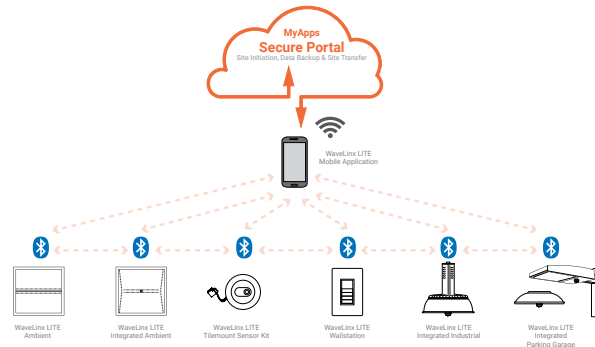 MyApps
Secure Portal
Site Initiation, Data Backup & Site Transfer
WaveLinx LITE
Mobile Application
WaveLinx LITE
Ambient
WaveLinx LITE
Integrated Ambient
WaveLinx LITE
Tilemount Sensor Kit
WaveLinx LITE
Wallstation
WaveLinx LITE
Integrated Industrial
WaveLinx LITE
Integrated
Parking Garage